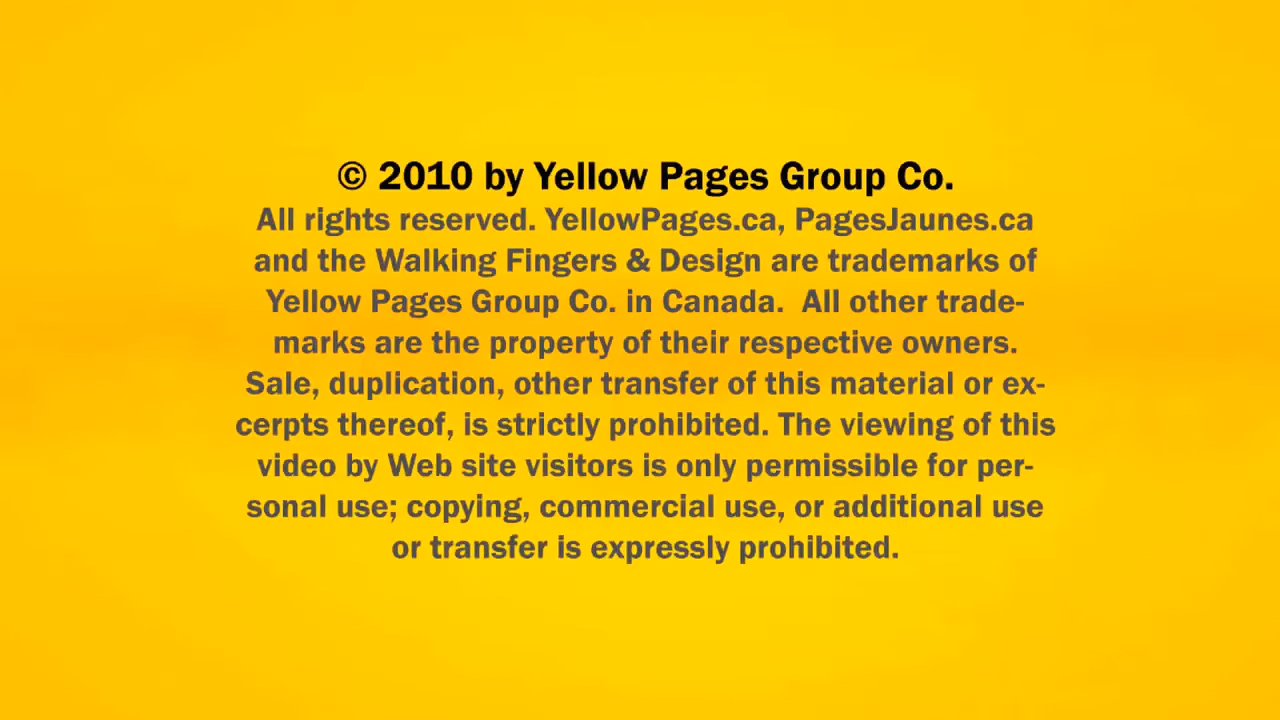 © 2010 by Yellow Pages Group Co.
All rights reserved. YellowPages.ca, PagesJaunes.ca
and the Walking Fingers & Design are trademarks of
Yellow Pages Group Co. in Canada.  All other trade-
marks are the property of their respective owners.
Sale, duplication, other transfer of this material or ex-
cerpts thereof, is strictly prohibited. The viewing of this
video by Web site visitors is only permissible for per-
sonal use; copying, commercial use, or additional use
or transfer is expressly prohibited.